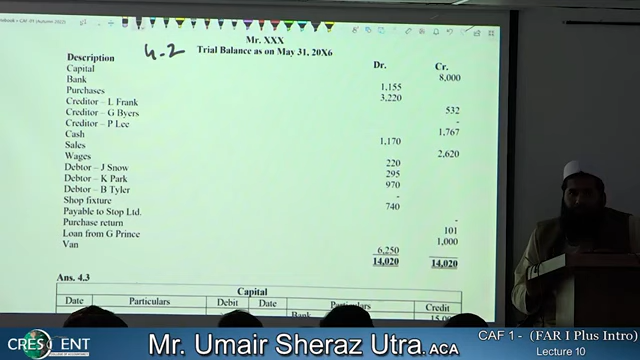 Mr. XXX
4-2
Trial Balance as on May 31, 20X6
Description Dr. Cr.
Capital 8,000
Bank 1,155
Purchases 3,220
Creditor – L Frank 532
Creditor – G Byers -
Creditor – P Lee 1,767
Cash 1,170
Sales 2,620
Wages 220
Debtor – J Snow 295
Debtor – K Park 970
Debtor – B Tyler -
Shop fixture 740
Payable to Stop Ltd. -
Purchase return 101
Loan from G Prince 1,000
Van 6,250
14,020 14,020
Ans. 4.3
Capital
Date Particulars Debit Date Particulars Credit
Bank
CRESCENT
Mr. Umair Sheraz Utra. ACA
CAF 1 - (FAR I Plus Intro)
Lecture 10